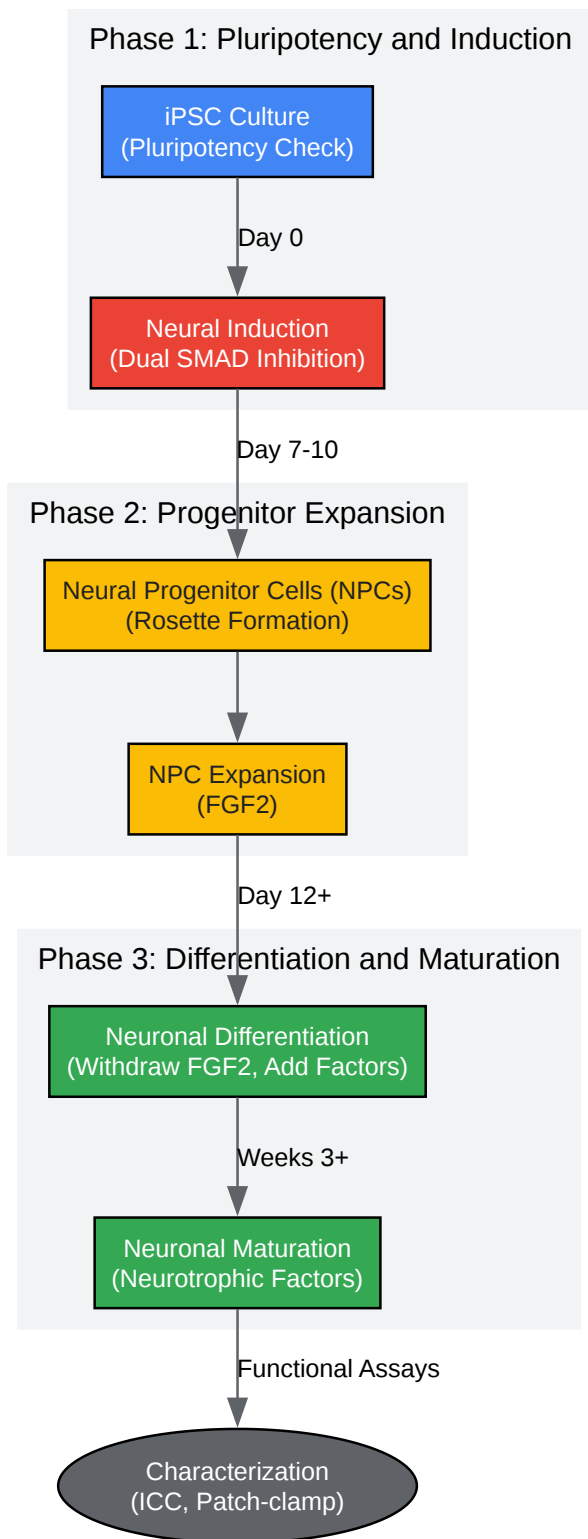 Phase 1: Pluripotency and Induction
iPSC Culture
(Pluripotency Check)
Day 0
Neural Induction
(Dual SMAD Inhibition)
Day 7-10
Phase 2: Progenitor Expansion
Neural Progenitor Cells (NPCs)
(Rosette Formation)
NPC Expansion
(FGF2)
Day 12+
Phase 3: Differentiation and Maturation
Neuronal Differentiation
(Withdraw FGF2, Add Factors)
Weeks 3+
Neuronal Maturation
(Neurotrophic Factors)
Functional Assays
Characterization
(ICC, Patch-clamp)